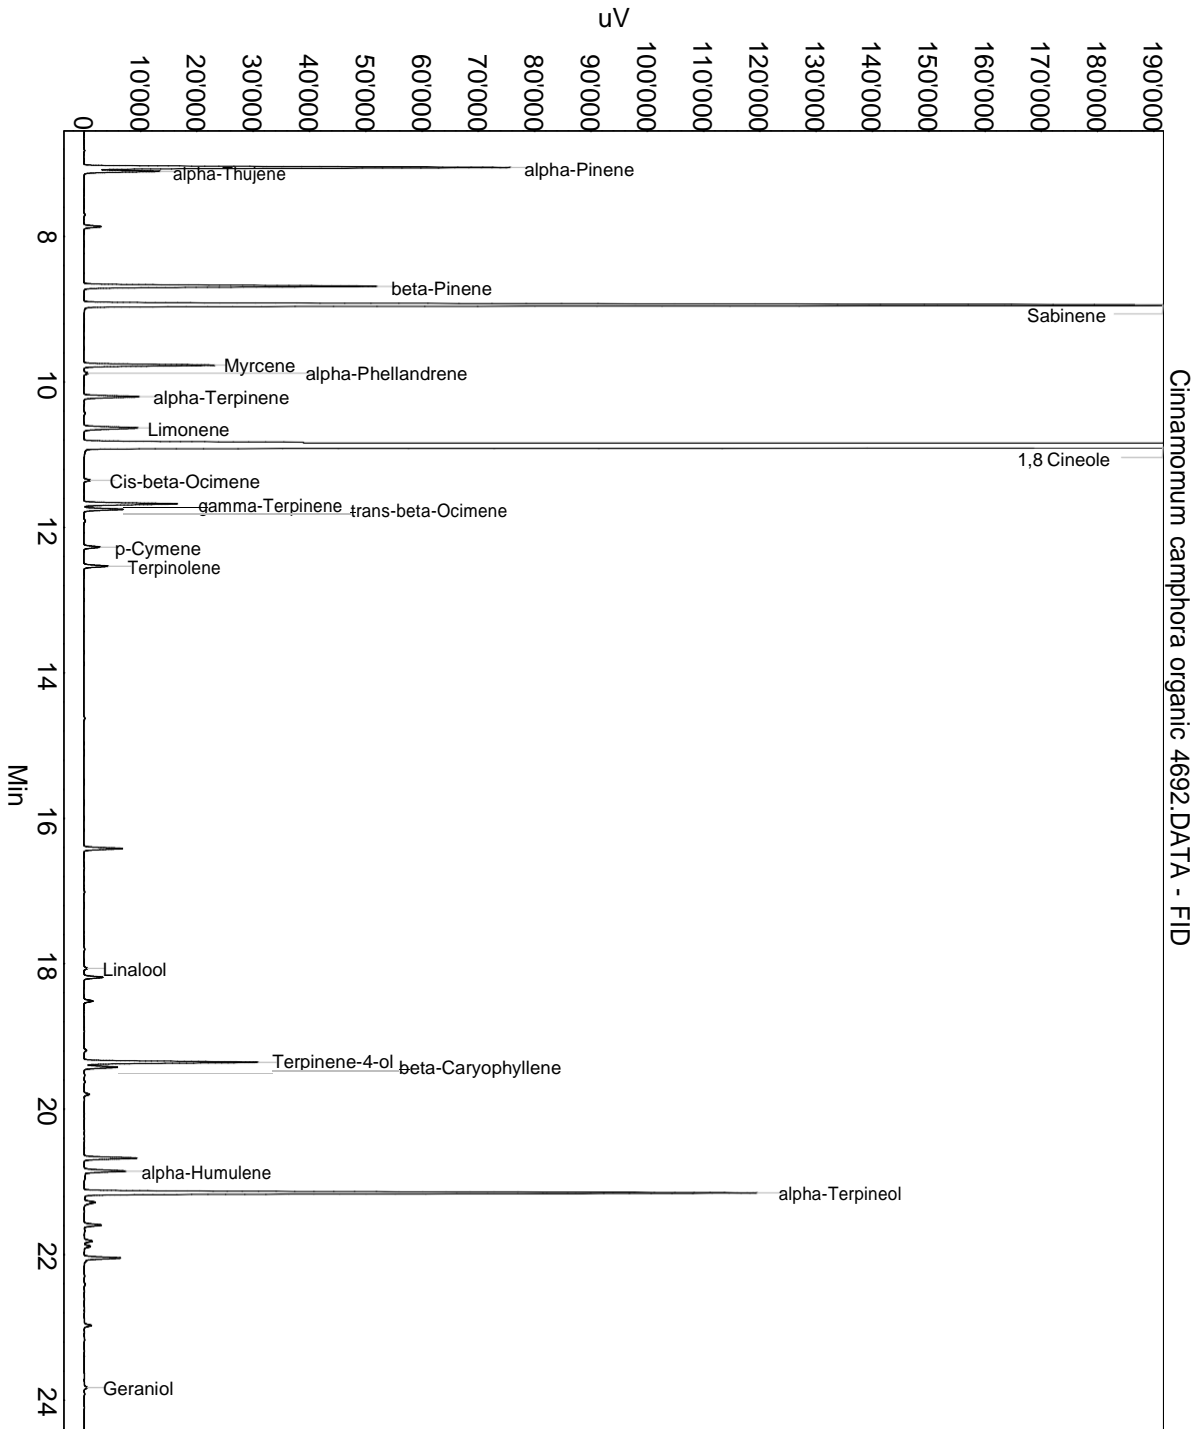 uV
0
10'000
20'000
30'000
40'000
50'000
60'000
70'000
80'000
90'000
100'000
110'000
120'000
130'000
140'000
150'000
160'000
170'000
180'000
190'000
Cinnamomum camphora organic 4692.DATA - FID
alpha-Pinene
alpha-Thujene
8
beta-Pinene
Sabinene
Myrcene
alpha-Phellandrene
10
alpha-Terpinene
Limonene
1,8 Cineole
Cis-beta-Ocimene
gamma-Terpinene
trans-beta-Ocimene
12
p-Cymene
Terpinolene
14
Min
16
18
Linalool
Terpinene-4-ol
beta-Caryophyllene
20
alpha-Humulene
alpha-Terpineol
22
Geraniol
24